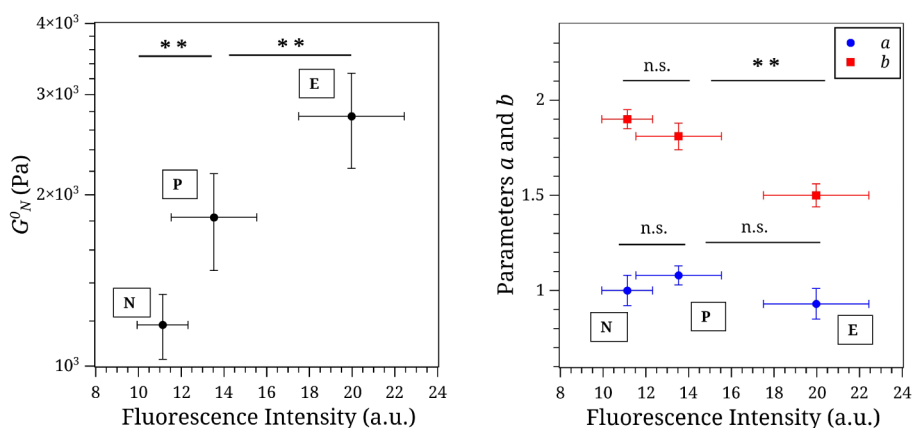 4×10³
3×10³
2×10³
10³
G⁰N (Pa)
* *
* *
E
P
N
8 10 12 14 16 18 20 22 24
Fluorescence Intensity (a.u.)
a
b
2
1.5
1
Parameters a and b
n.s.
* *
n.s.
n.s.
N
P
E
8 10 12 14 16 18 20 22 24
Fluorescence Intensity (a.u.)